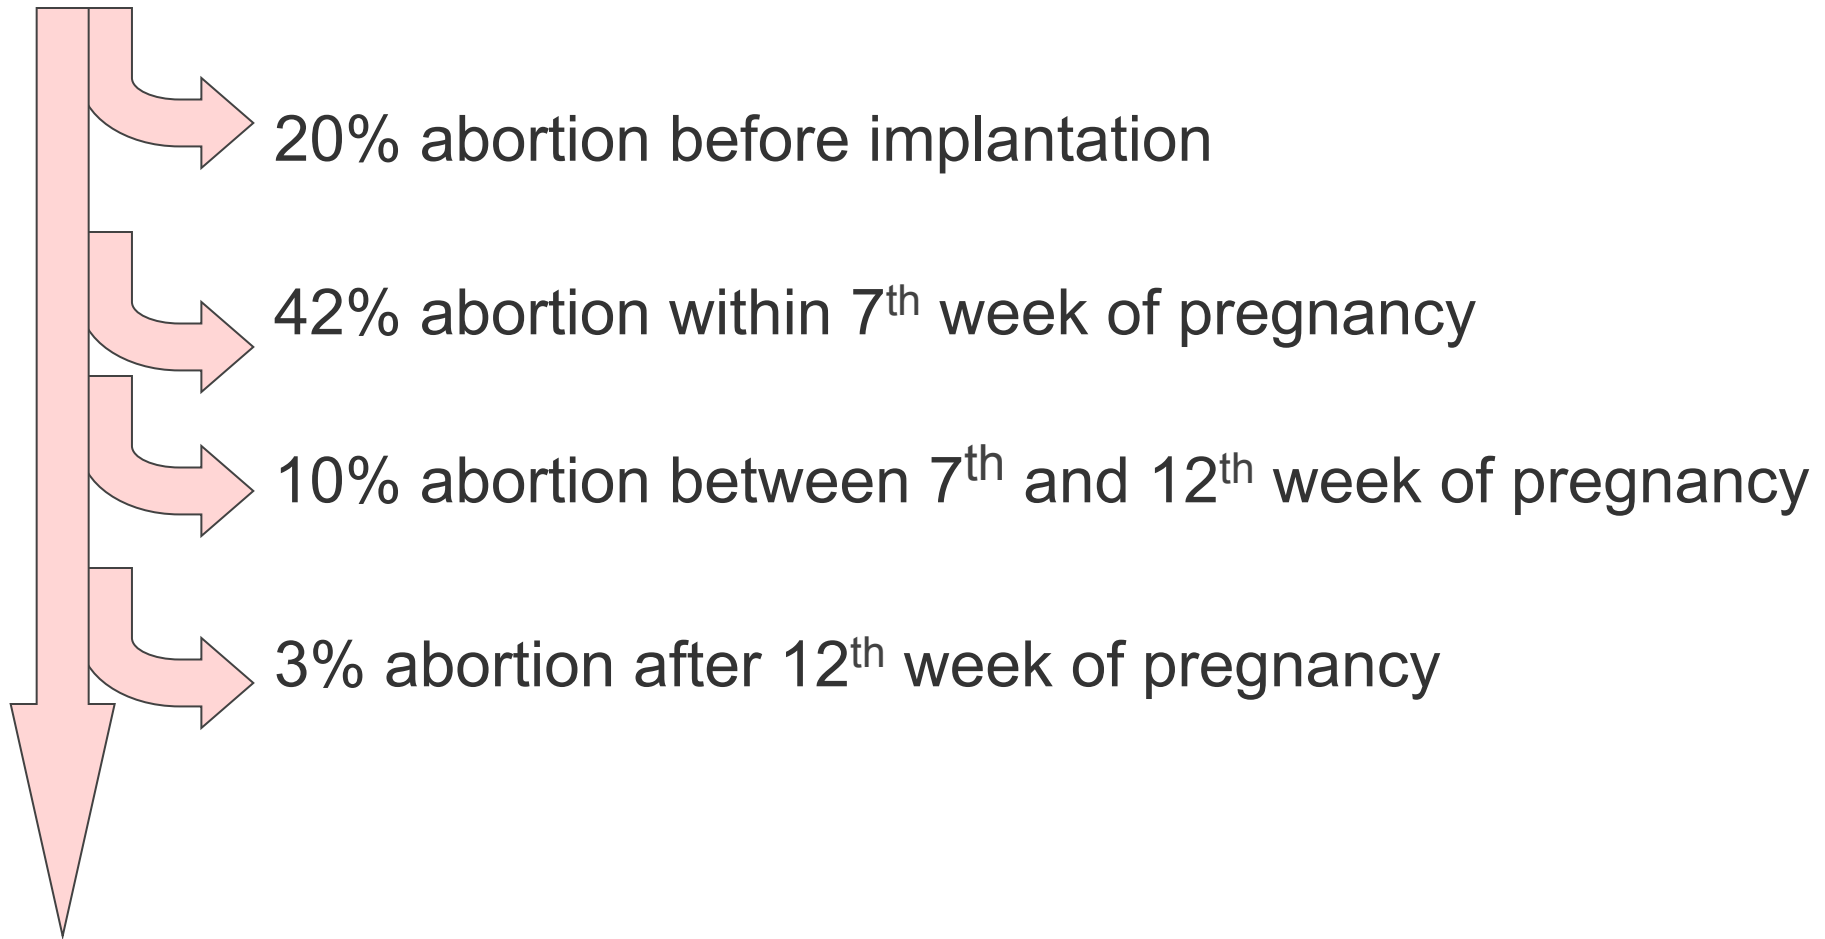 20% abortion before implantation
42% abortion within 7th week of pregnancy
10% abortion between 7th and 12th week of pregnancy
3% abortion after 12th week of pregnancy